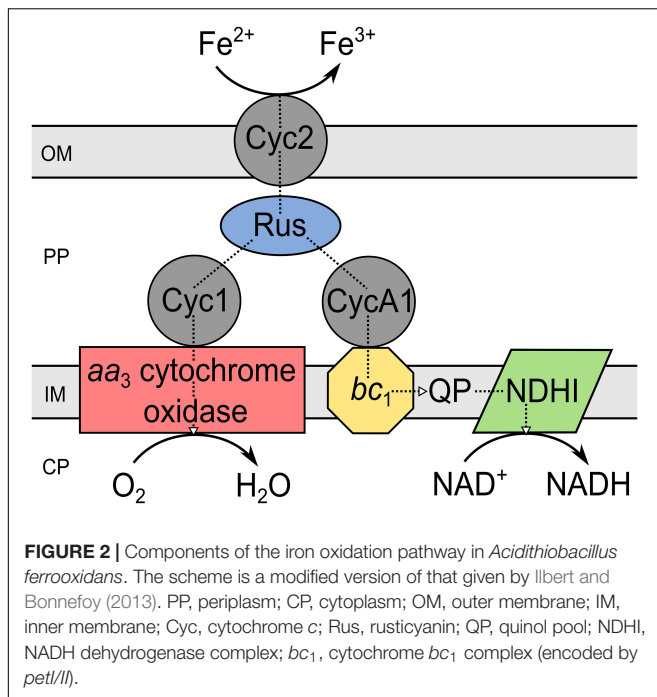 Fe²⁺ Fe³⁺
Cyc2
OM
Rus
PP
Cyc1 CycA1
aa₃ cytochrome
oxidase
IM
bc₁ QP NDHI
CP
O₂ H₂O NAD⁺ NADH
FIGURE 2 | Components of the iron oxidation pathway in Acidithiobacillus
ferrooxidans. The scheme is a modified version of that given by Ilbert and
Bonnefoy (2013). PP, periplasm; CP, cytoplasm; OM, outer membrane; IM,
inner membrane; Cyc, cytochrome c; Rus, rusticyanin; QP, quinol pool; NDHI,
NADH dehydrogenase complex; bc₁, cytochrome bc₁ complex (encoded by
petI/II).